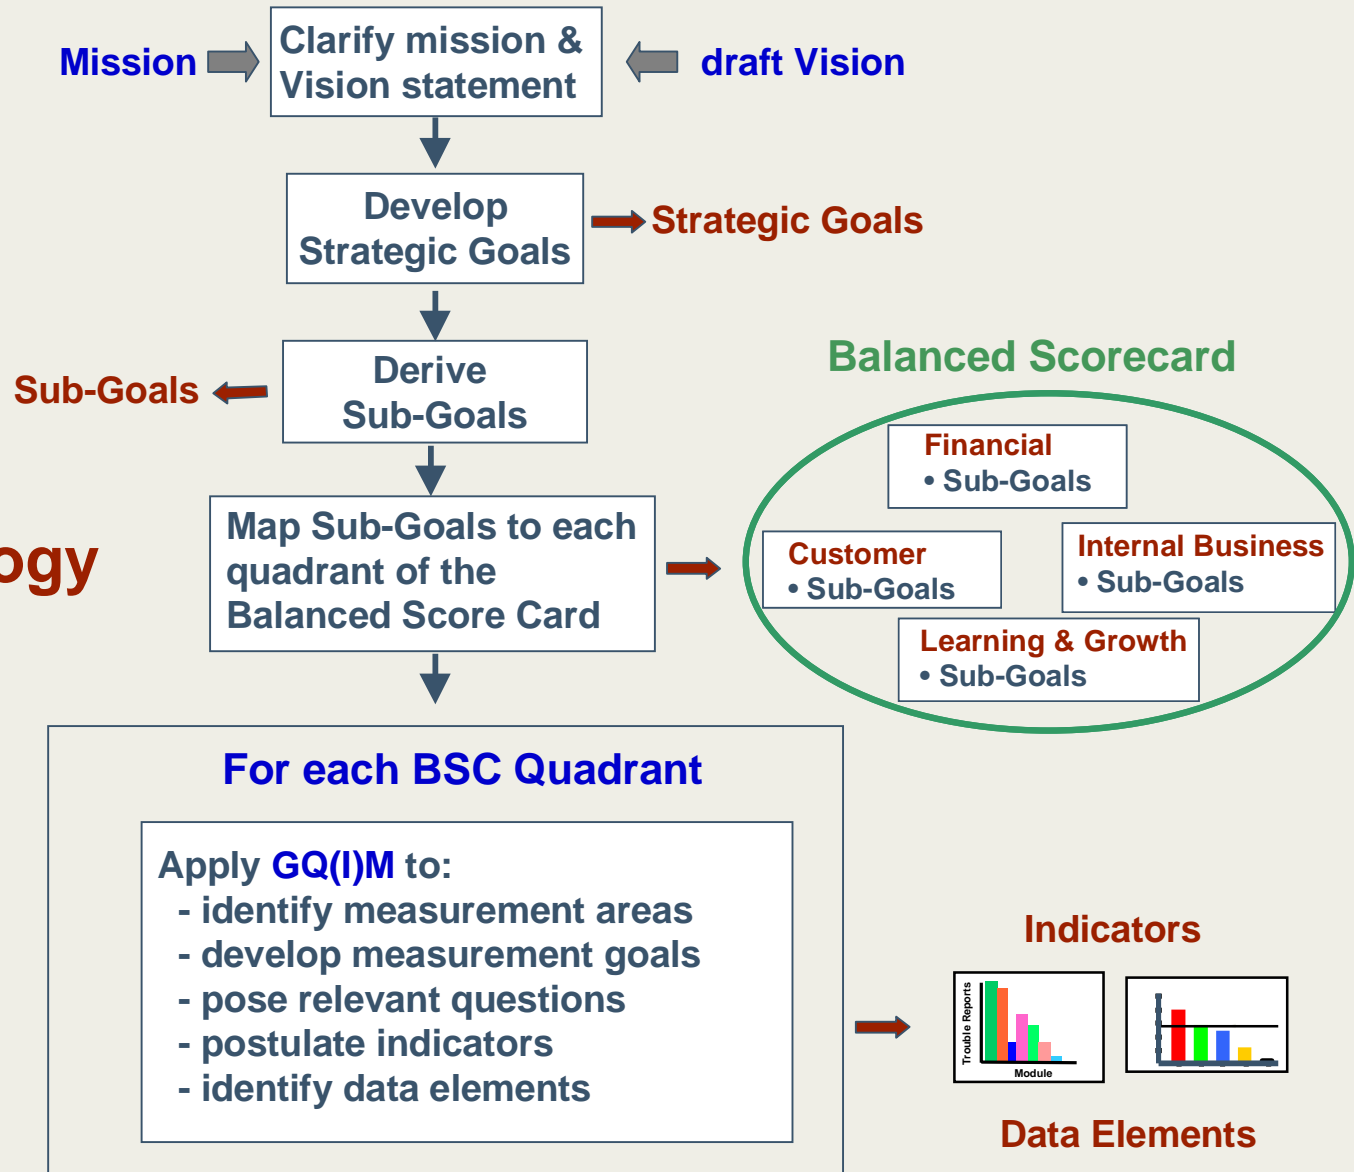 Mission
Clarify mission &
Vision statement
draft Vision
Develop
Strategic Goals
Strategic Goals
Derive
Sub-Goals
Sub-Goals
Balanced Scorecard
Financial
• Sub-Goals
Customer
• Sub-Goals
Internal Business
• Sub-Goals
Learning & Growth
• Sub-Goals
ogy
Map Sub-Goals to each
quadrant of the
Balanced Score Card
For each BSC Quadrant
Apply GQ(I)M to:
- identify measurement areas
- develop measurement goals
- pose relevant questions
- postulate indicators
- identify data elements
Indicators
Trouble Reports
Module
Data Elements